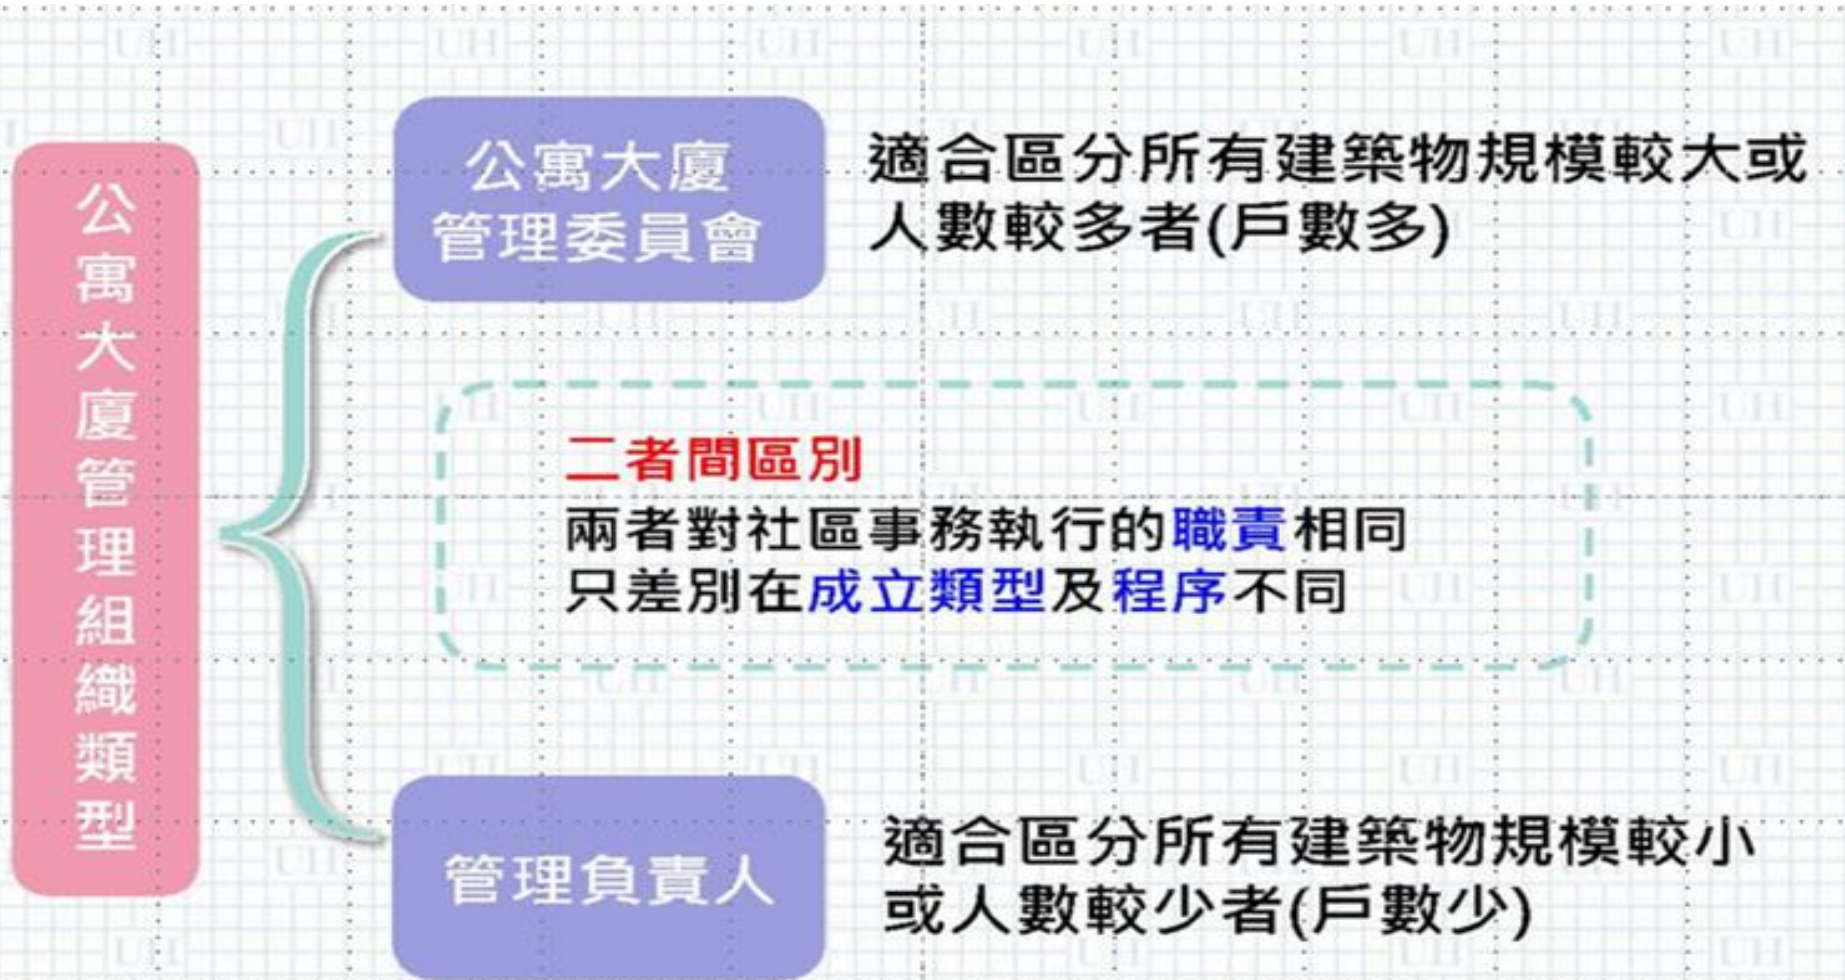 公寓大廈管理組織類型
公寓大廈
管理委員會
適合區分所有建築物規模較大或
人數較多者(戶數多)
二者間區別
兩者對社區事務執行的職責相同
只差別在成立類型及程序不同
管理負責人
適合區分所有建築物規模較小
或人數較少者(戶數少)